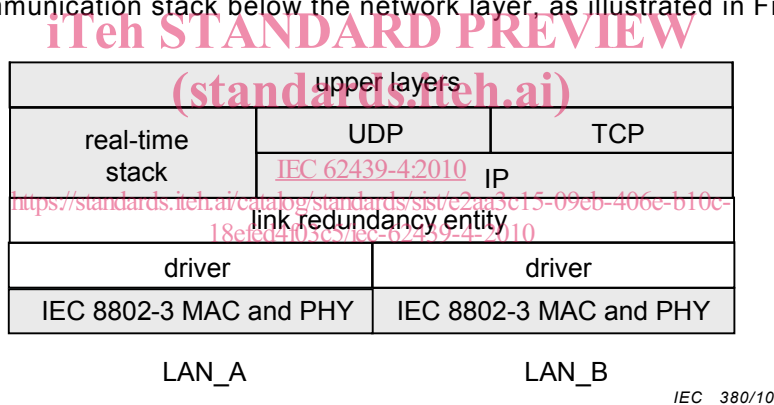 mmunication stack below the network layer, as illustrated in Fi
iTeh STANDARD PREVIEW
(standards.iteh.ai)
upper layers
real-time
stack
UDP
TCP
IEC 62439-4:2010
IP
https://standards.iteh.ai/catalog/standards/sist/e2aa3c15-09eb-406e-b10c-
link redundancy entity
18efed4f03c5/iec-62439-4-2010
driver
driver
IEC 8802-3 MAC and PHY
IEC 8802-3 MAC and PHY
LAN_A
LAN_B
IEC 380/10